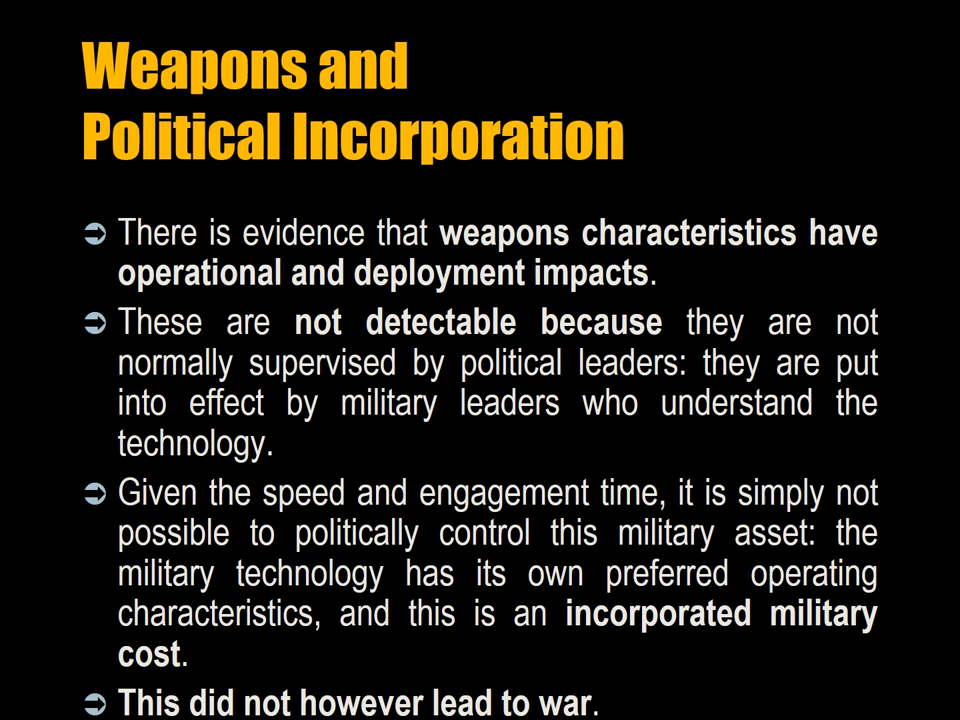 Weapons and
Political Incorporation
➲ There is evidence that weapons characteristics have
operational and deployment impacts.
➲ These are not detectable because they are not
normally supervised by political leaders: they are put
into effect by military leaders who understand the
technology.
➲ Given the speed and engagement time, it is simply not
possible to politically control this military asset: the
military technology has its own preferred operating
characteristics, and this is an incorporated military
cost.
➲ This did not however lead to war.